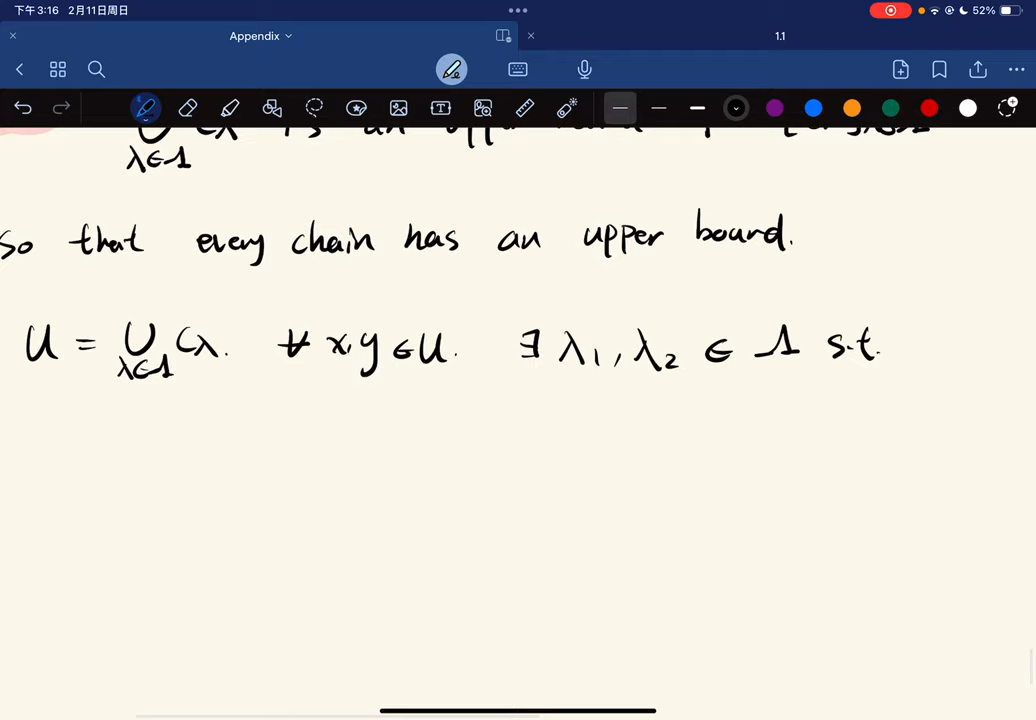 下午3:16 2月11日周日
52%
Appendix
1.1
λ∈Λ
so that every chain has an upper bound.
U = ∪ Cλ. ∀ x,y ∈ U. ∃ λ₁, λ₂ ∈ Λ s.t.
λ∈Λ